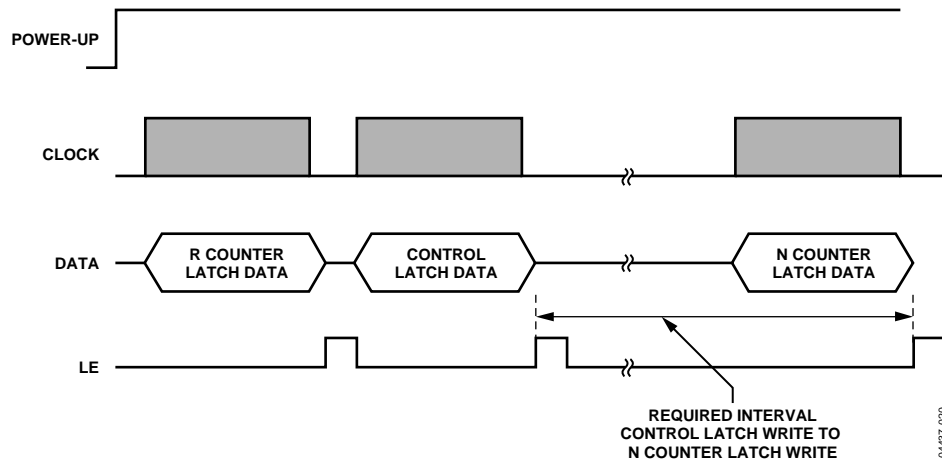 POWER-UP
CLOCK
DATA
R COUNTER
LATCH DATA
CONTROL
LATCH DATA
N COUNTER
LATCH DATA
LE
REQUIRED INTERVAL
CONTROL LATCH WRITE TO
N COUNTER LATCH WRITE